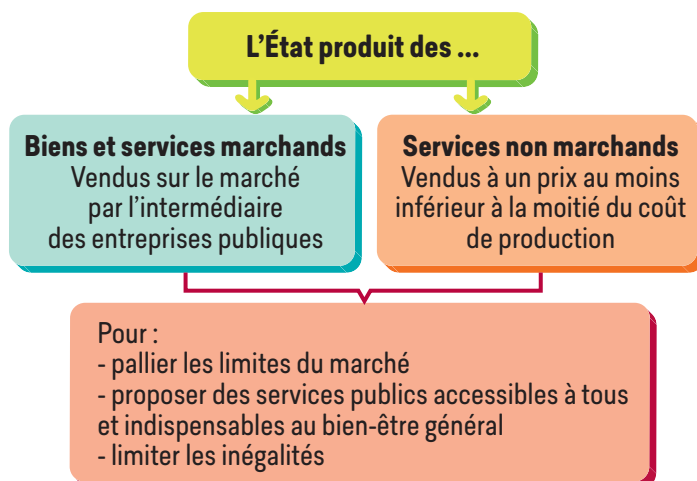 L'État produit des ...
Biens et services marchands
Vendus sur le marché
par l'intermédiaire
des entreprises publiques
Services non marchands
Vendus à un prix au moins
inférieur à la moitié du coût
de production
Pour :
- pallier les limites du marché
- proposer des services publics accessibles à tous
et indispensables au bien-être général
- limiter les inégalités